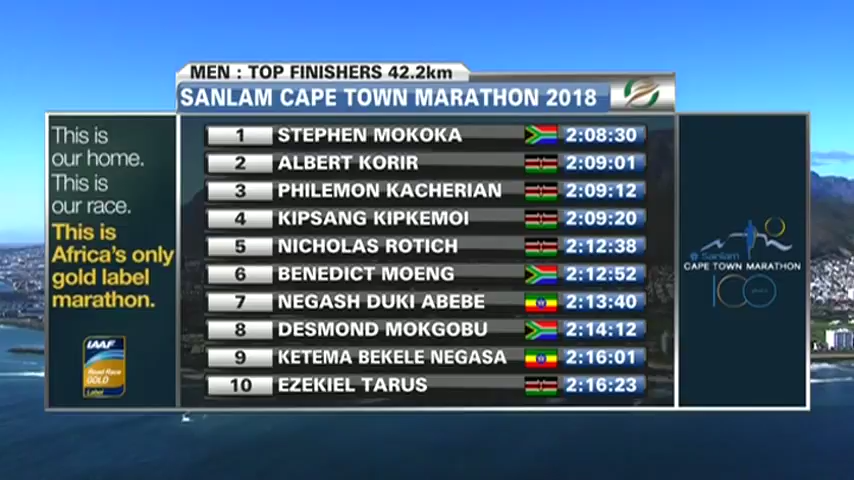 MEN : TOP FINISHERS 42.2km
SANLAM CAPE TOWN MARATHON 2018
This is
our home.
This is
our race.
This is
Africa's only
gold label
marathon.
IAAF
Road Race
GOLD
Label
1 STEPHEN MOKOKA 2:08:30
2 ALBERT KORIR 2:09:01
3 PHILEMON KACHERIAN 2:09:12
4 KIPSANG KIPKEMOI 2:09:20
5 NICHOLAS ROTICH 2:12:38
6 BENEDICT MOENG 2:12:52
7 NEGASH DUKI ABEBE 2:13:40
8 DESMOND MOKGOBU 2:14:12
9 KETEMA BEKELE NEGASA 2:16:01
10 EZEKIEL TARUS 2:16:23
Sanlam
CAPE TOWN MARATHON
100